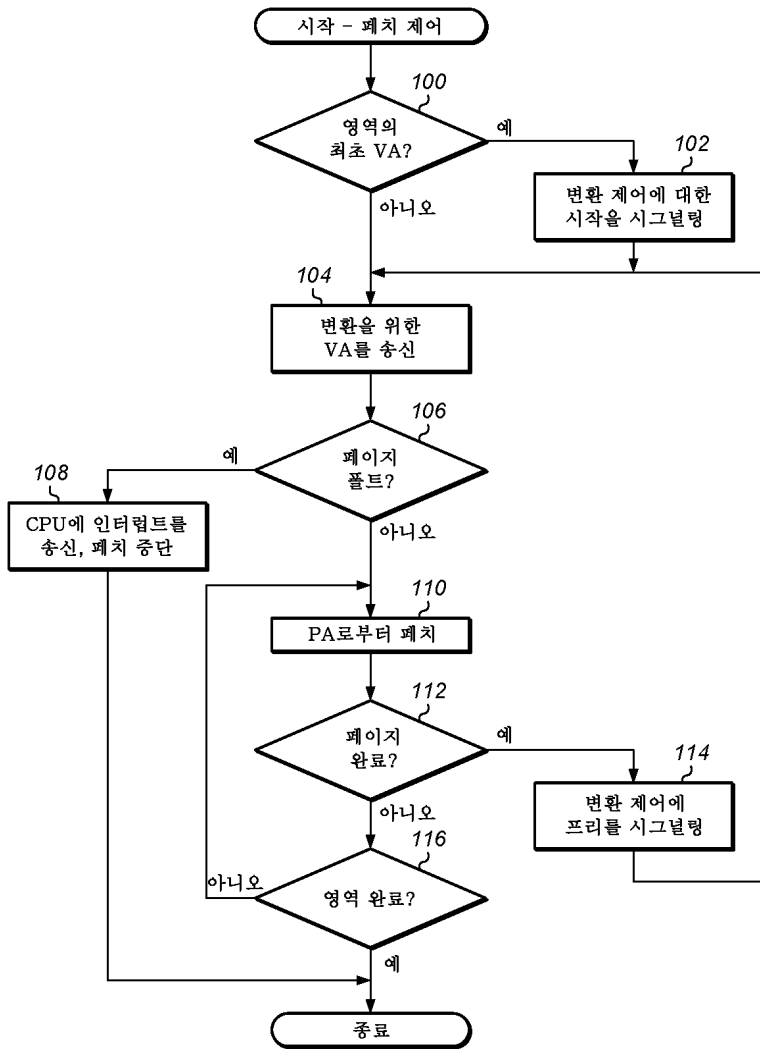 시작 - 페치 제어
100
영역의
최초 VA?
예
102
변환 제어에 대한
시작을 시그널링
아니오
104
변환을 위한
VA를 송신
106
페이지
폴트?
예
108
CPU에 인터럽트를
송신, 페치 중단
아니오
110
PA로부터 페치
112
페이지
완료?
예
114
변환 제어에
프리를 시그널링
아니오
116
영역 완료?
아니오
예
종료